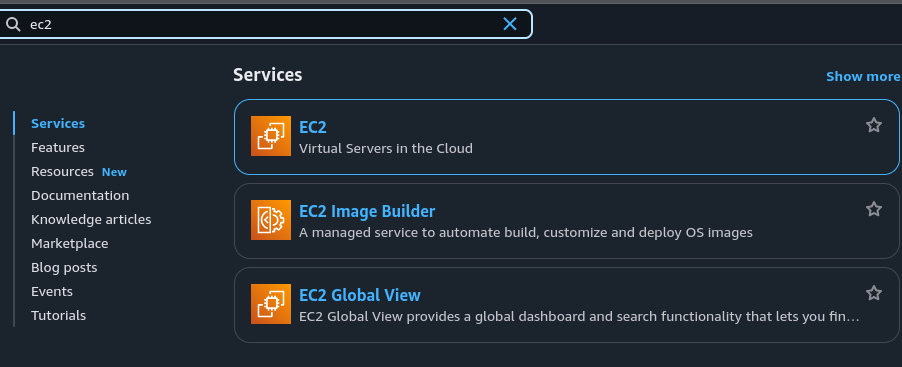 ec2
Services
Show more
Services
Features
Resources New
Documentation
Knowledge articles
Marketplace
Blog posts
Events
Tutorials
EC2
Virtual Servers in the Cloud
EC2 Image Builder
A managed service to automate build, customize and deploy OS images
EC2 Global View
EC2 Global View provides a global dashboard and search functionality that lets you fin…